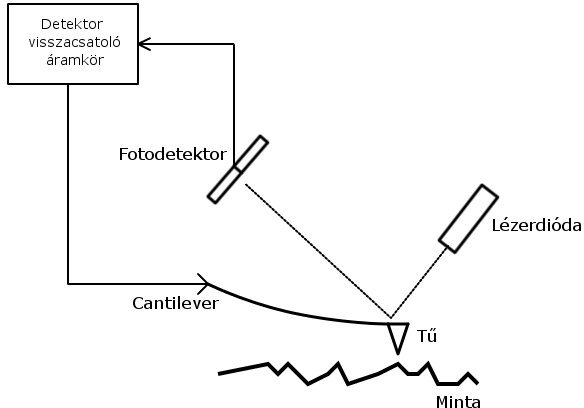 Detektor
visszacsatoló
áramkör
Fotodetektor
Lézerdióda
Cantilever
Tű
Minta